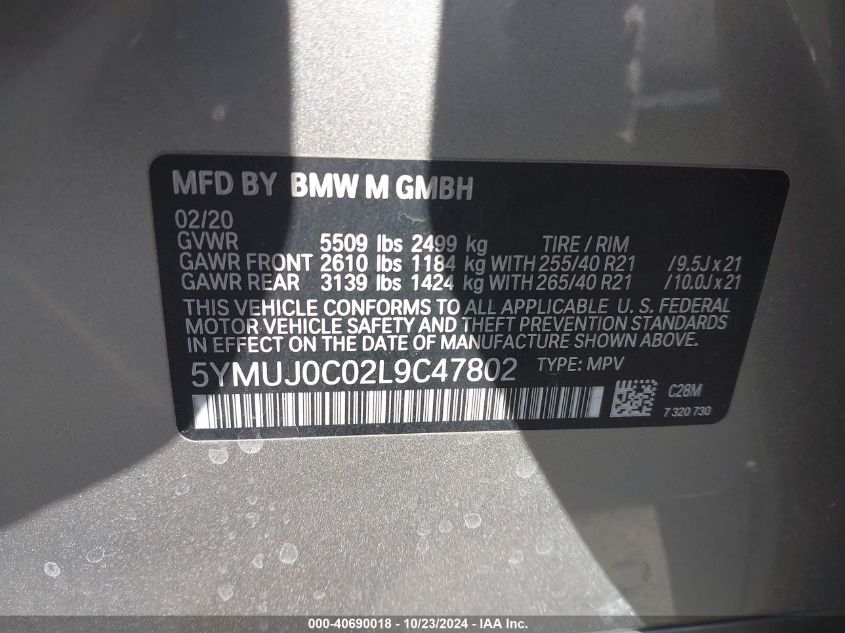 MFD BY BMW M GMBH
02/20
GVWR 5509 lbs 2499 kg TIRE / RIM
GAWR FRONT 2610 lbs 1184 kg WITH 255/40 R21 /9.5J x 21
GAWR REAR 3139 lbs 1424 kg WITH 265/40 R21 /10.0J x 21
THIS VEHICLE CONFORMS TO ALL APPLICABLE U. S. FEDERAL
MOTOR VEHICLE SAFETY AND THEFT PREVENTION STANDARDS
IN EFFECT ON THE DATE OF MANUFACTURE SHOWN ABOVE.
5YMUJ0C02L9C47802 TYPE: MPV
C28M
7 320 730
000-40690018 - 10/23/2024 - IAA Inc.